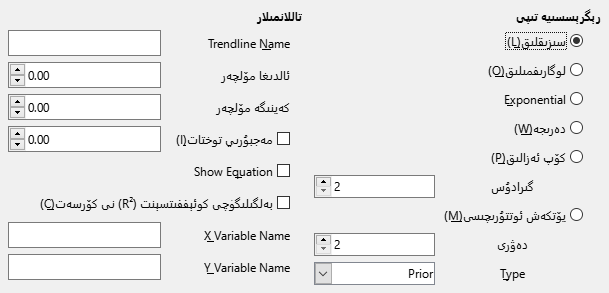 رېگرېسسىيە تىپى
سىزىقلىق(L)
لوگارىفمىلىق(O)
Exponential
دەرىجە(W)
كۆپ ئەزالىق(P)
گىرادۇس
2
يۆتكەش ئوتتۇرىچىسى(M)
دەۋرى
2
Type
Prior
تاللانمىلار
Trendline Name
ئالدىغا مۆلچەر
0.00
كەينىگە مۆلچەر
0.00
مەجبۇرىي توختات(I)
0.00
Show Equation
بەلگىلىگۈچى كوئېففىتسېنت (R²) نى كۆرسەت(C)
X Variable Name
Y Variable Name